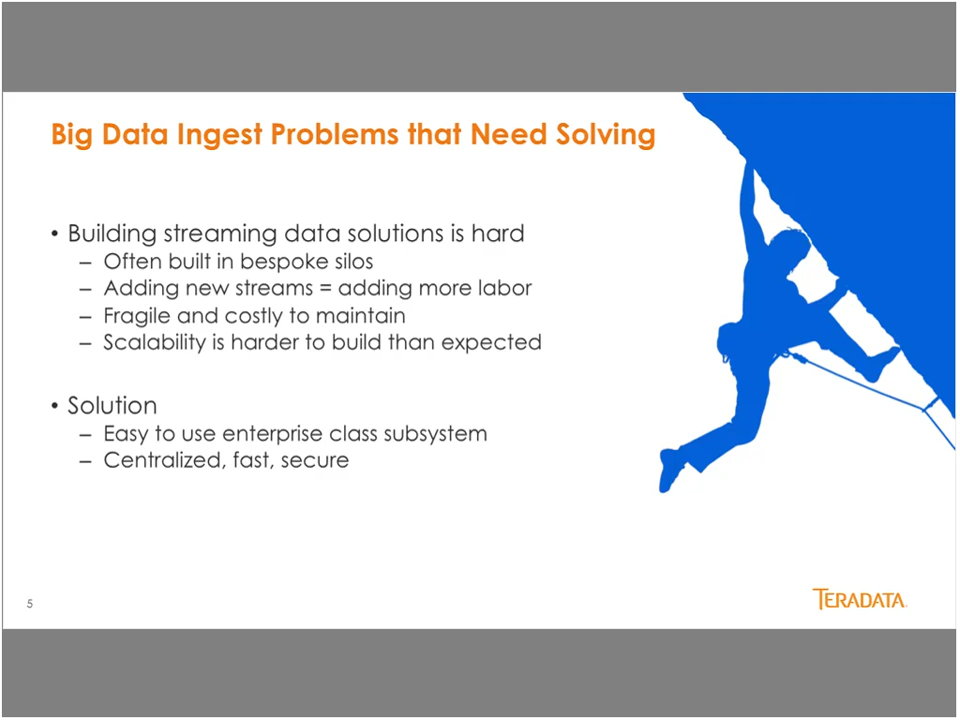 Big Data Ingest Problems that Need Solving
• Building streaming data solutions is hard
– Often built in bespoke silos
– Adding new streams = adding more labor
– Fragile and costly to maintain
– Scalability is harder to build than expected
• Solution
– Easy to use enterprise class subsystem
– Centralized, fast, secure
5
TERADATA